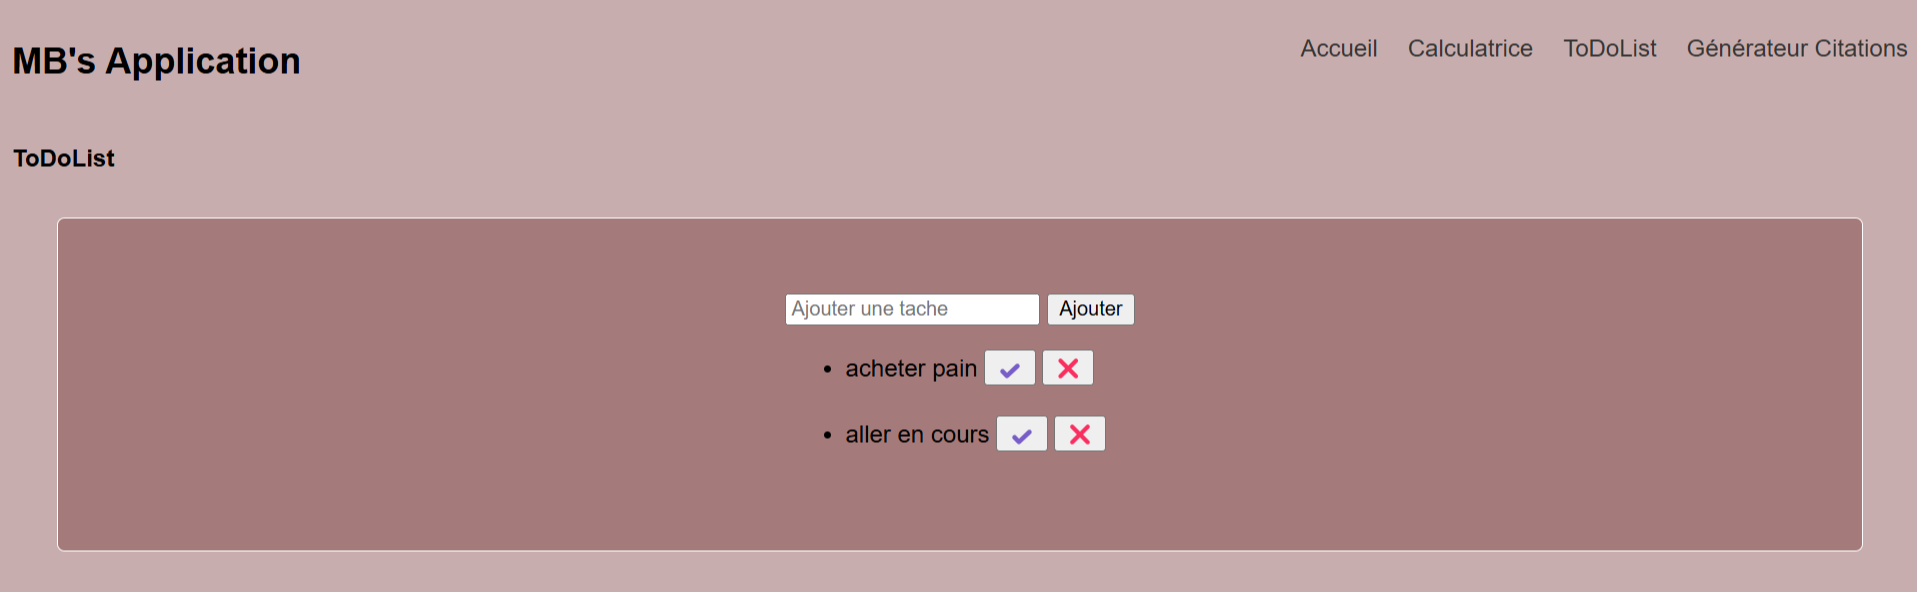 MB's Application
Accueil Calculatrice ToDoList Générateur Citations
ToDoList
Ajouter une tache Ajouter
acheter pain
aller en cours